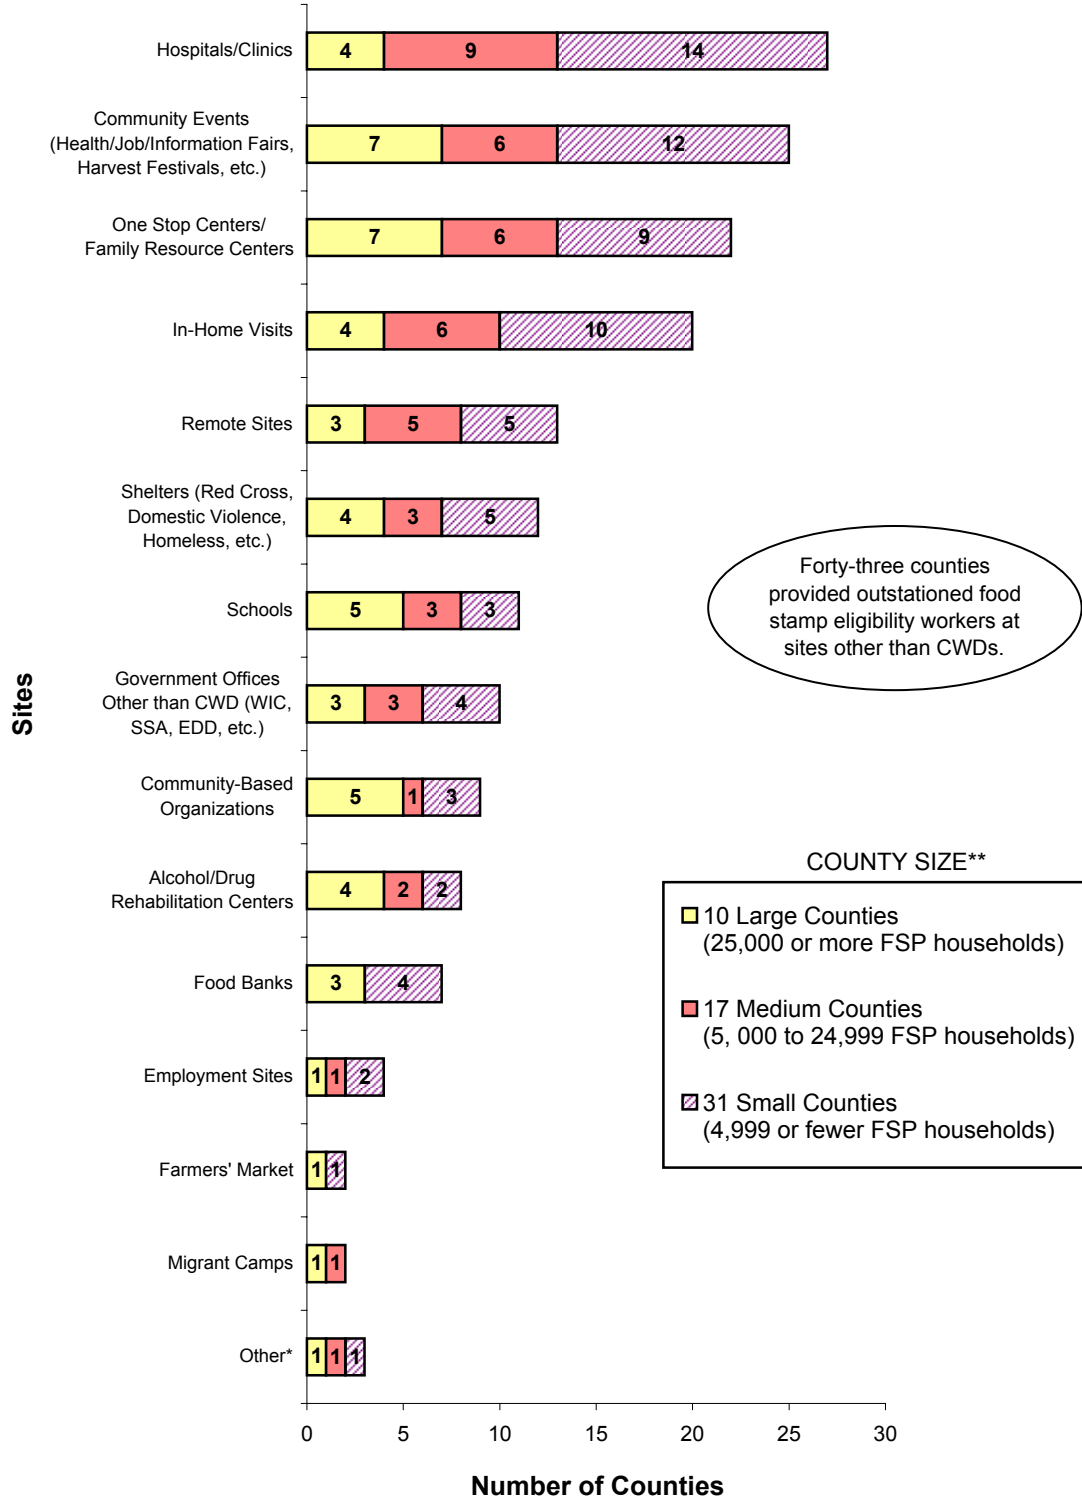 Hospitals/Clinics
4 9 14
Community Events
(Health/Job/Information Fairs,
Harvest Festivals, etc.)
7 6 12
One Stop Centers/
Family Resource Centers
7 6 9
In-Home Visits
4 6 10
Remote Sites
3 5 5
Shelters (Red Cross,
Domestic Violence,
Homeless, etc.)
4 3 5
Schools
5 3 3
Government Offices
Other than CWD (WIC,
SSA, EDD, etc.)
3 3 4
Community-Based
Organizations
5 1 3
Alcohol/Drug
Rehabilitation Centers
4 2 2
Food Banks
3 4
Employment Sites
1 1 2
Farmers' Market
1 1
Migrant Camps
1 1
Other*
1 1 1
0 5 10 15 20 25 30
Number of Counties
Sites
Forty-three counties
provided outstationed food
stamp eligibility workers at
sites other than CWDs.
COUNTY SIZE**
10 Large Counties
(25,000 or more FSP households)
17 Medium Counties
(5, 000 to 24,999 FSP households)
31 Small Counties
(4,999 or fewer FSP households)